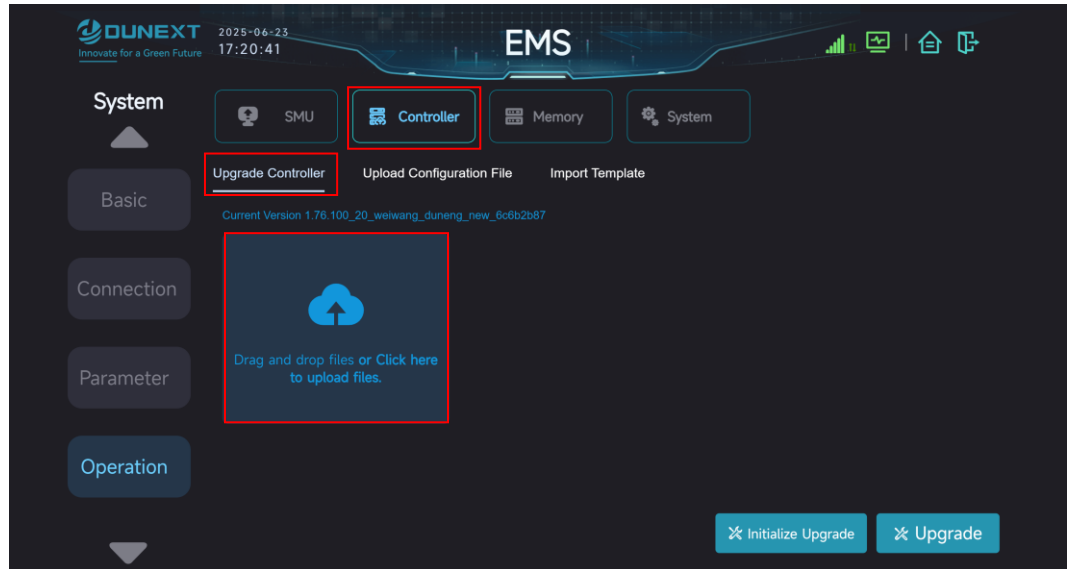 DUNEXT
Innovate for a Green Future
2025-06-23
17:20:41
EMS
System
SMU
Controller
Memory
System
Upgrade Controller
Upload Configuration File
Import Template
Basic
Current Version 1.76.100_20_weiwang_duneng_new_6c6b2b87
Connection
Drag and drop files or Click here
to upload files.
Parameter
Operation
Initialize Upgrade
Upgrade